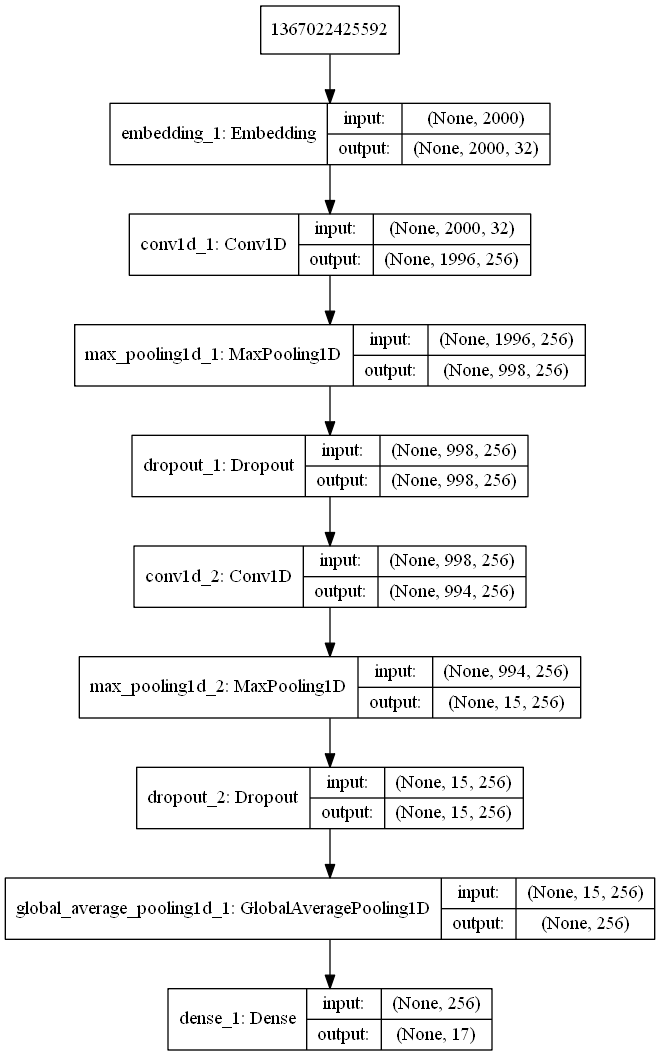 1367022425592
embedding_1: Embedding
input:
(None, 2000)
output:
(None, 2000, 32)
conv1d_1: Conv1D
input:
(None, 2000, 32)
output:
(None, 1996, 256)
max_pooling1d_1: MaxPooling1D
input:
(None, 1996, 256)
output:
(None, 998, 256)
dropout_1: Dropout
input:
(None, 998, 256)
output:
(None, 998, 256)
conv1d_2: Conv1D
input:
(None, 998, 256)
output:
(None, 994, 256)
max_pooling1d_2: MaxPooling1D
input:
(None, 994, 256)
output:
(None, 15, 256)
dropout_2: Dropout
input:
(None, 15, 256)
output:
(None, 15, 256)
global_average_pooling1d_1: GlobalAveragePooling1D
input:
(None, 15, 256)
output:
(None, 256)
dense_1: Dense
input:
(None, 256)
output:
(None, 17)